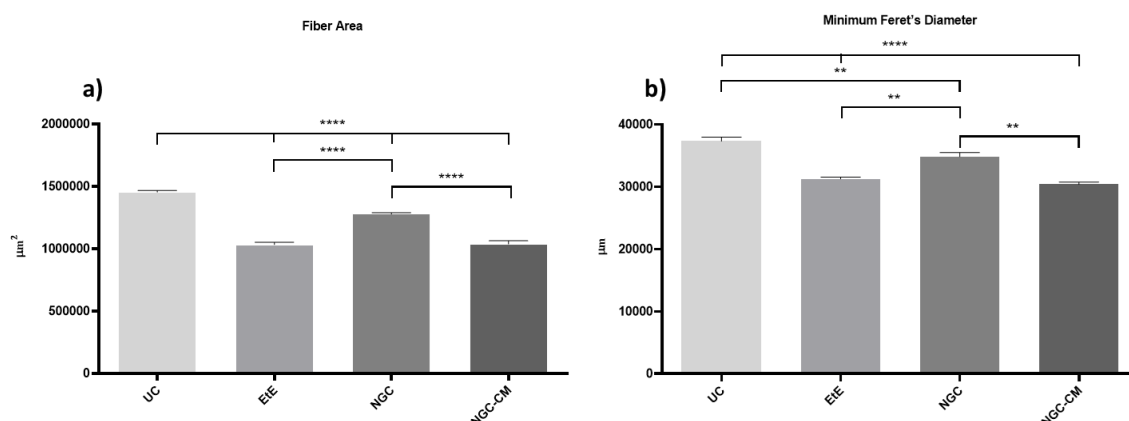 Fiber Area
a)
****
****
****
2000000
1500000
1000000
500000
0
μm²
UC
EtE
NGC
NGC-CM
Minimum Feret's Diameter
b)
****
**
**
**
40000
30000
20000
10000
0
μm
UC
EtE
NGC
NGC-CM